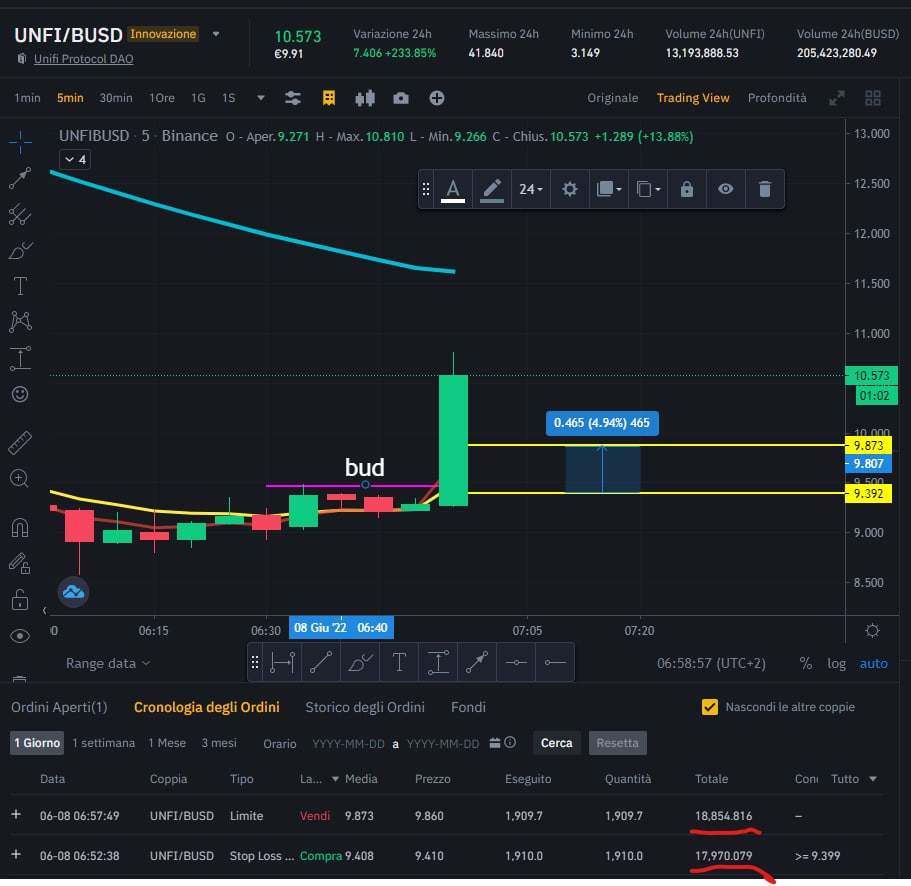 UNFI/BUSD Innovazione
Unifi Protocol DAO
10.573
€9.91
Variazione 24h
7.406 +233.85%
Massimo 24h
41.840
Minimo 24h
3.149
Volume 24h(UNFI)
13,193,888.53
Volume 24h(BUSD)
205,423,280.49
1min 5min 30min 1Ore 1G 1S
Originale Trading View Profondità
UNFIBUSD · 5 · Binance O - Aper.9.271 H - Max.10.810 L - Min.9.266 C - Chius.10.573 +1.289 (+13.88%)
4
A 24
13.000
12.500
12.000
11.500
11.000
10.573
01:02
10.000
9.873
9.807
9.500
9.392
9.000
8.500
0.465 (4.94%) 465
bud
0 06:15 06:30 08 Giu '22 06:40 07:05 07:20
Range data 06:58:57 (UTC+2) % log auto
Ordini Aperti(1) Cronologia degli Ordini Storico degli Ordini Fondi Nascondi le altre coppie
1 Giorno 1 settimana 1 Mese 3 mesi Orario YYYY-MM-DD a YYYY-MM-DD Cerca Resetta
Data Coppia Tipo La... Media Prezzo Eseguito Quantità Totale Con Tutto
+ 06-08 06:57:49 UNFI/BUSD Limite Vendi 9.873 9.860 1,909.7 1,909.7 18,854.816 –
+ 06-08 06:52:38 UNFI/BUSD Stop Loss ... Compra 9.408 9.410 1,910.0 1,910.0 17,970.079 >= 9.399